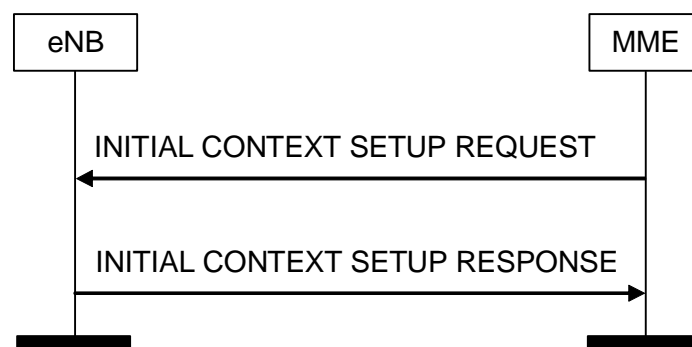 eNB
MME
INITIAL CONTEXT SETUP REQUEST
INITIAL CONTEXT SETUP RESPONSE